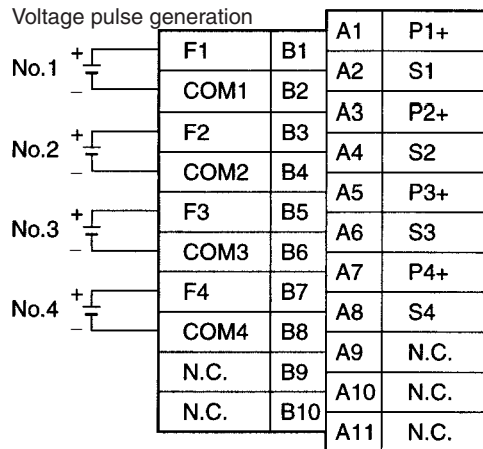 Voltage pulse generation
No.1 + − F1 B1
COM1 B2
No.2 + − F2 B3
COM2 B4
No.3 + − F3 B5
COM3 B6
No.4 + − F4 B7
COM4 B8
N.C. B9
N.C. B10
A1 P1+
A2 S1
A3 P2+
A4 S2
A5 P3+
A6 S3
A7 P4+
A8 S4
A9 N.C.
A10 N.C.
A11 N.C.